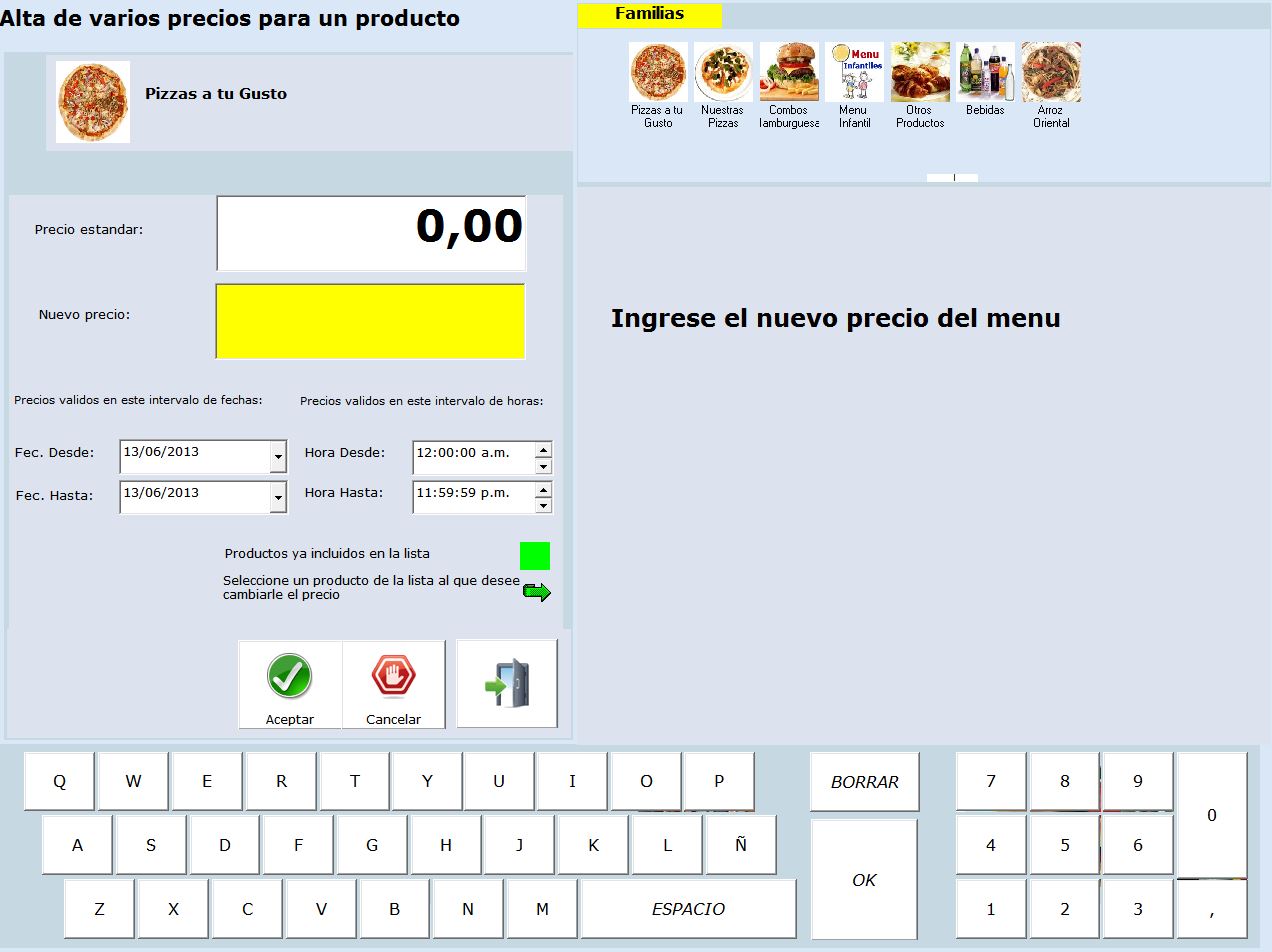 Alta de varios precios para un producto
Familias
Pizzas a tu Gusto
Pizzas a tu
Gusto
Nuestras
Pizzas
Combos
lamburguesa
Menu
Infantiles
Menu
Infantil
Otros
Productos
Bebidas
Arroz
Oriental
Precio estandar:
0,00
Nuevo precio:
Ingrese el nuevo precio del menu
Precios validos en este intervalo de fechas:
Precios validos en este intervalo de horas:
Fec. Desde:
13/06/2013
Hora Desde:
12:00:00 a.m.
Fec. Hasta:
13/06/2013
Hora Hasta:
11:59:59 p.m.
Productos ya incluidos en la lista
Seleccione un producto de la lista al que desee
cambiarle el precio
Aceptar
Cancelar
Q W E R T Y U I O P
BORRAR
7 8 9
0
A S D F G H J K L Ñ
OK
4 5 6
Z X C V B N M ESPACIO
1 2 3 ,